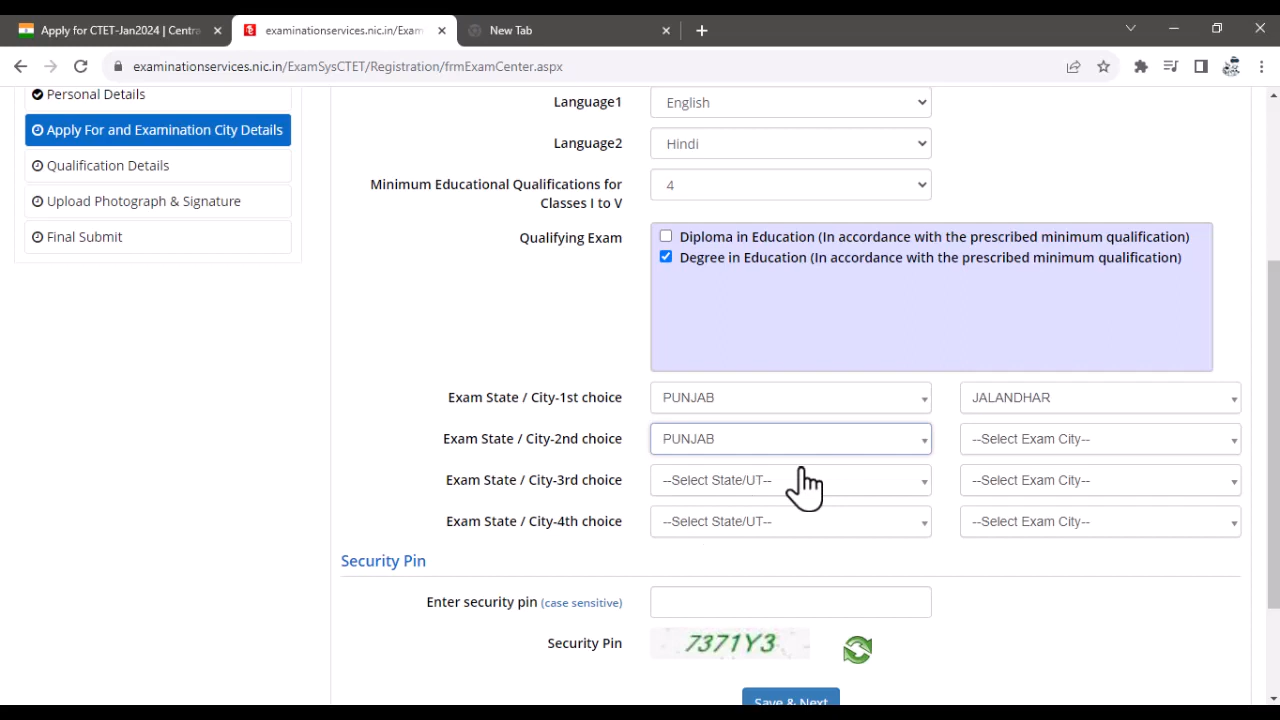 Apply for CTET-Jan2024 | Centra
examinationservices.nic.in/Exam
New Tab
examinationservices.nic.in/ExamSysCTET/Registration/frmExamCenter.aspx
Personal Details
Apply For and Examination City Details
Qualification Details
Upload Photograph & Signature
Final Submit
Language1 English
Language2 Hindi
Minimum Educational Qualifications for
Classes I to V
4
Qualifying Exam
Diploma in Education (In accordance with the prescribed minimum qualification)
Degree in Education (In accordance with the prescribed minimum qualification)
Exam State / City-1st choice PUNJAB JALANDHAR
Exam State / City-2nd choice PUNJAB --Select Exam City--
Exam State / City-3rd choice --Select State/UT-- --Select Exam City--
Exam State / City-4th choice --Select State/UT-- --Select Exam City--
Security Pin
Enter security pin (case sensitive)
Security Pin 7371Y3
Save & Next